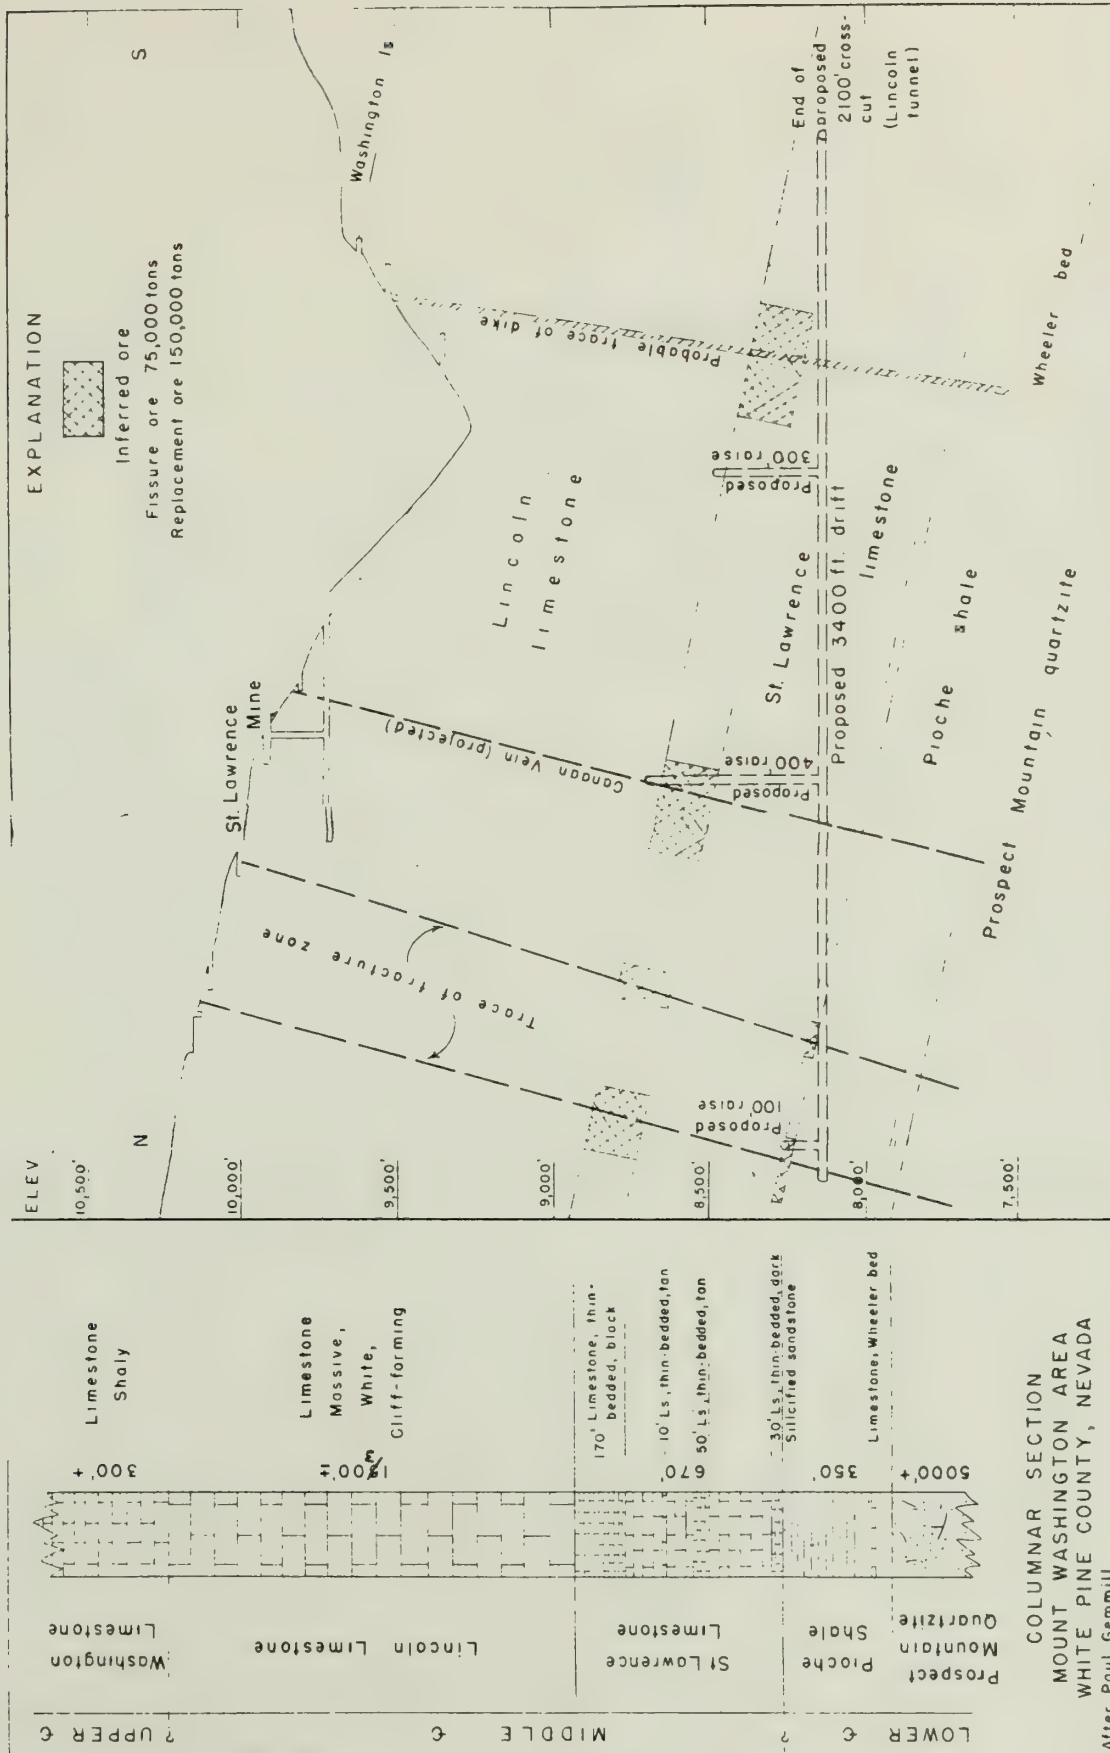 EXPLANATION
Inferred ore
Fissure ore 75,000 tons
Replacement ore 150,000 tons
S
N
ELEV
10,500'
10,000'
9,500'
9,000'
8,500'
8,000'
7,500'
Washington ls
St. Lawrence
Mine
Lincoln
limestone
Trace of fracture zone
Canaan Vein (projected)
Probable trace of dike
Proposed
100' raise
Proposed
400' raise
Proposed
300' raise
St. Lawrence
limestone
Proposed 3400 ft. drift
End of
proposed
2100' cross-
cut
(Lincoln
tunnel)
Pioche shale
Wheeler bed
Prospect Mountain quartzite
UPPER Є
?
MIDDLE Є
?
LOWER Є
Washington
Limestone
Lincoln
Limestone
St Lawrence
Limestone
Pioche
Shale
Prospect
Mountain
Quartzite
300'+
670'
350'
5000'+
Limestone
Shaly
Limestone
Massive,
White,
Cliff-forming
170' Limestone, thin-
bedded, black
10' Ls, thin-bedded, tan
50' Ls, thin-bedded, tan
30' Ls, thin-bedded, dark
Silicified sandstone
Limestone, Wheeler bed
COLUMNAR SECTION
MOUNT WASHINGTON AREA
WHITE PINE COUNTY, NEVADA
After Paul Gemmill